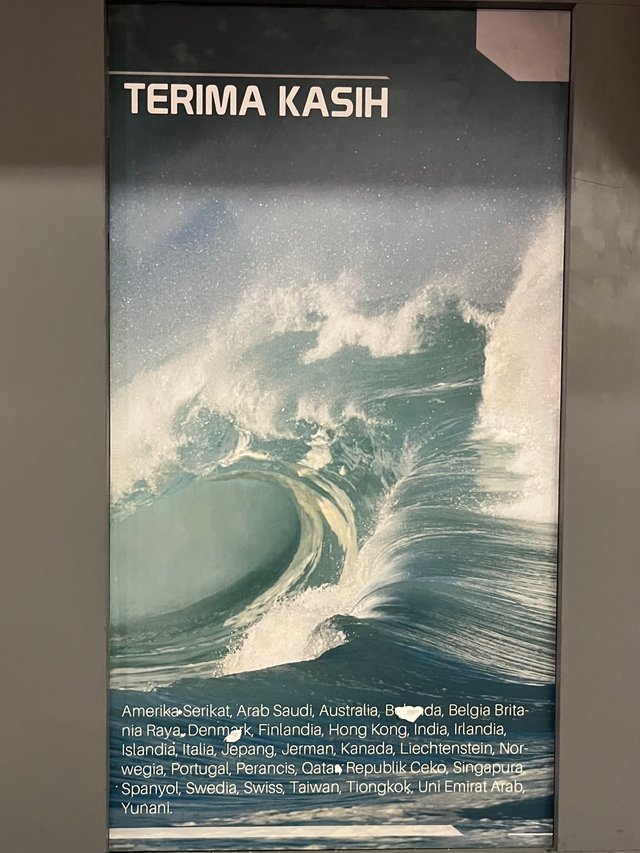 TERIMA KASIH
Amerika Serikat, Arab Saudi, Australia, Belgia Brita-
nia Raya, Denmark, Finlandia, Hong Kong, India, Irlandia,
Islandia, Italia, Jepang, Jerman, Kanada, Liechtenstein, Nor-
wegia, Portugal, Perancis, Qatar, Republik Ceko, Singapura,
Spanyol, Swedia, Swiss, Taiwan, Tiongkok, Uni Emirat Arab,
Yunani.